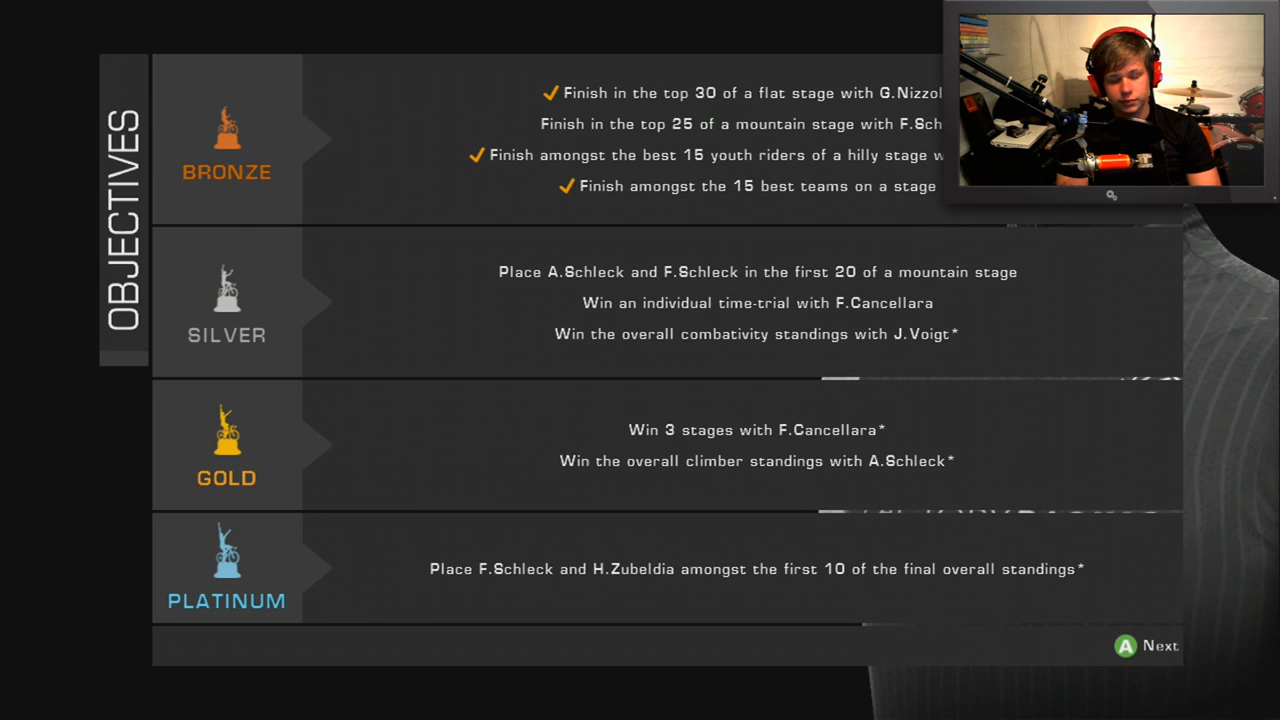 OBJECTIVES
BRONZE
Finish in the top 30 of a flat stage with G.Nizzol
Finish in the top 25 of a mountain stage with F.Sch
Finish amongst the best 15 youth riders of a hilly stage w
Finish amongst the 15 best teams on a stage
SILVER
Place A.Schleck and F.Schleck in the first 20 of a mountain stage
Win an individual time-trial with F.Cancellara
Win the overall combativity standings with J.Voigt*
GOLD
Win 3 stages with F.Cancellara*
Win the overall climber standings with A.Schleck*
PLATINUM
Place F.Schleck and H.Zubeldia amongst the first 10 of the final overall standings*
A Next